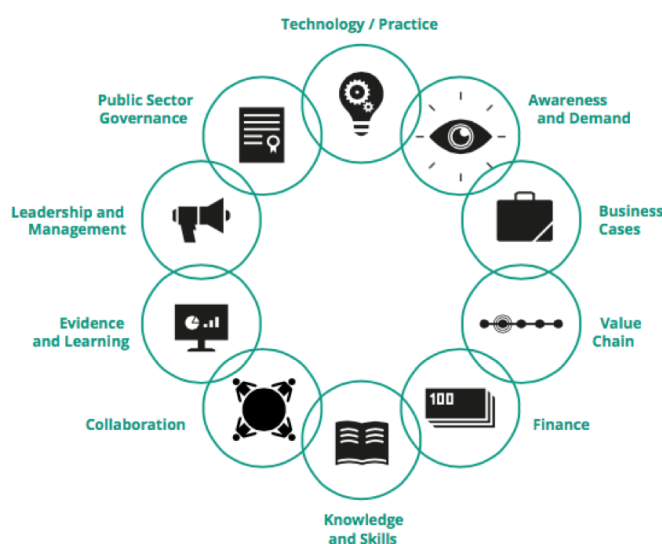 Technology / Practice
Awareness
and Demand
Business
Cases
Value
Chain
100
Finance
Knowledge
and Skills
Collaboration
Evidence
and Learning
Leadership and
Management
Public Sector
Governance